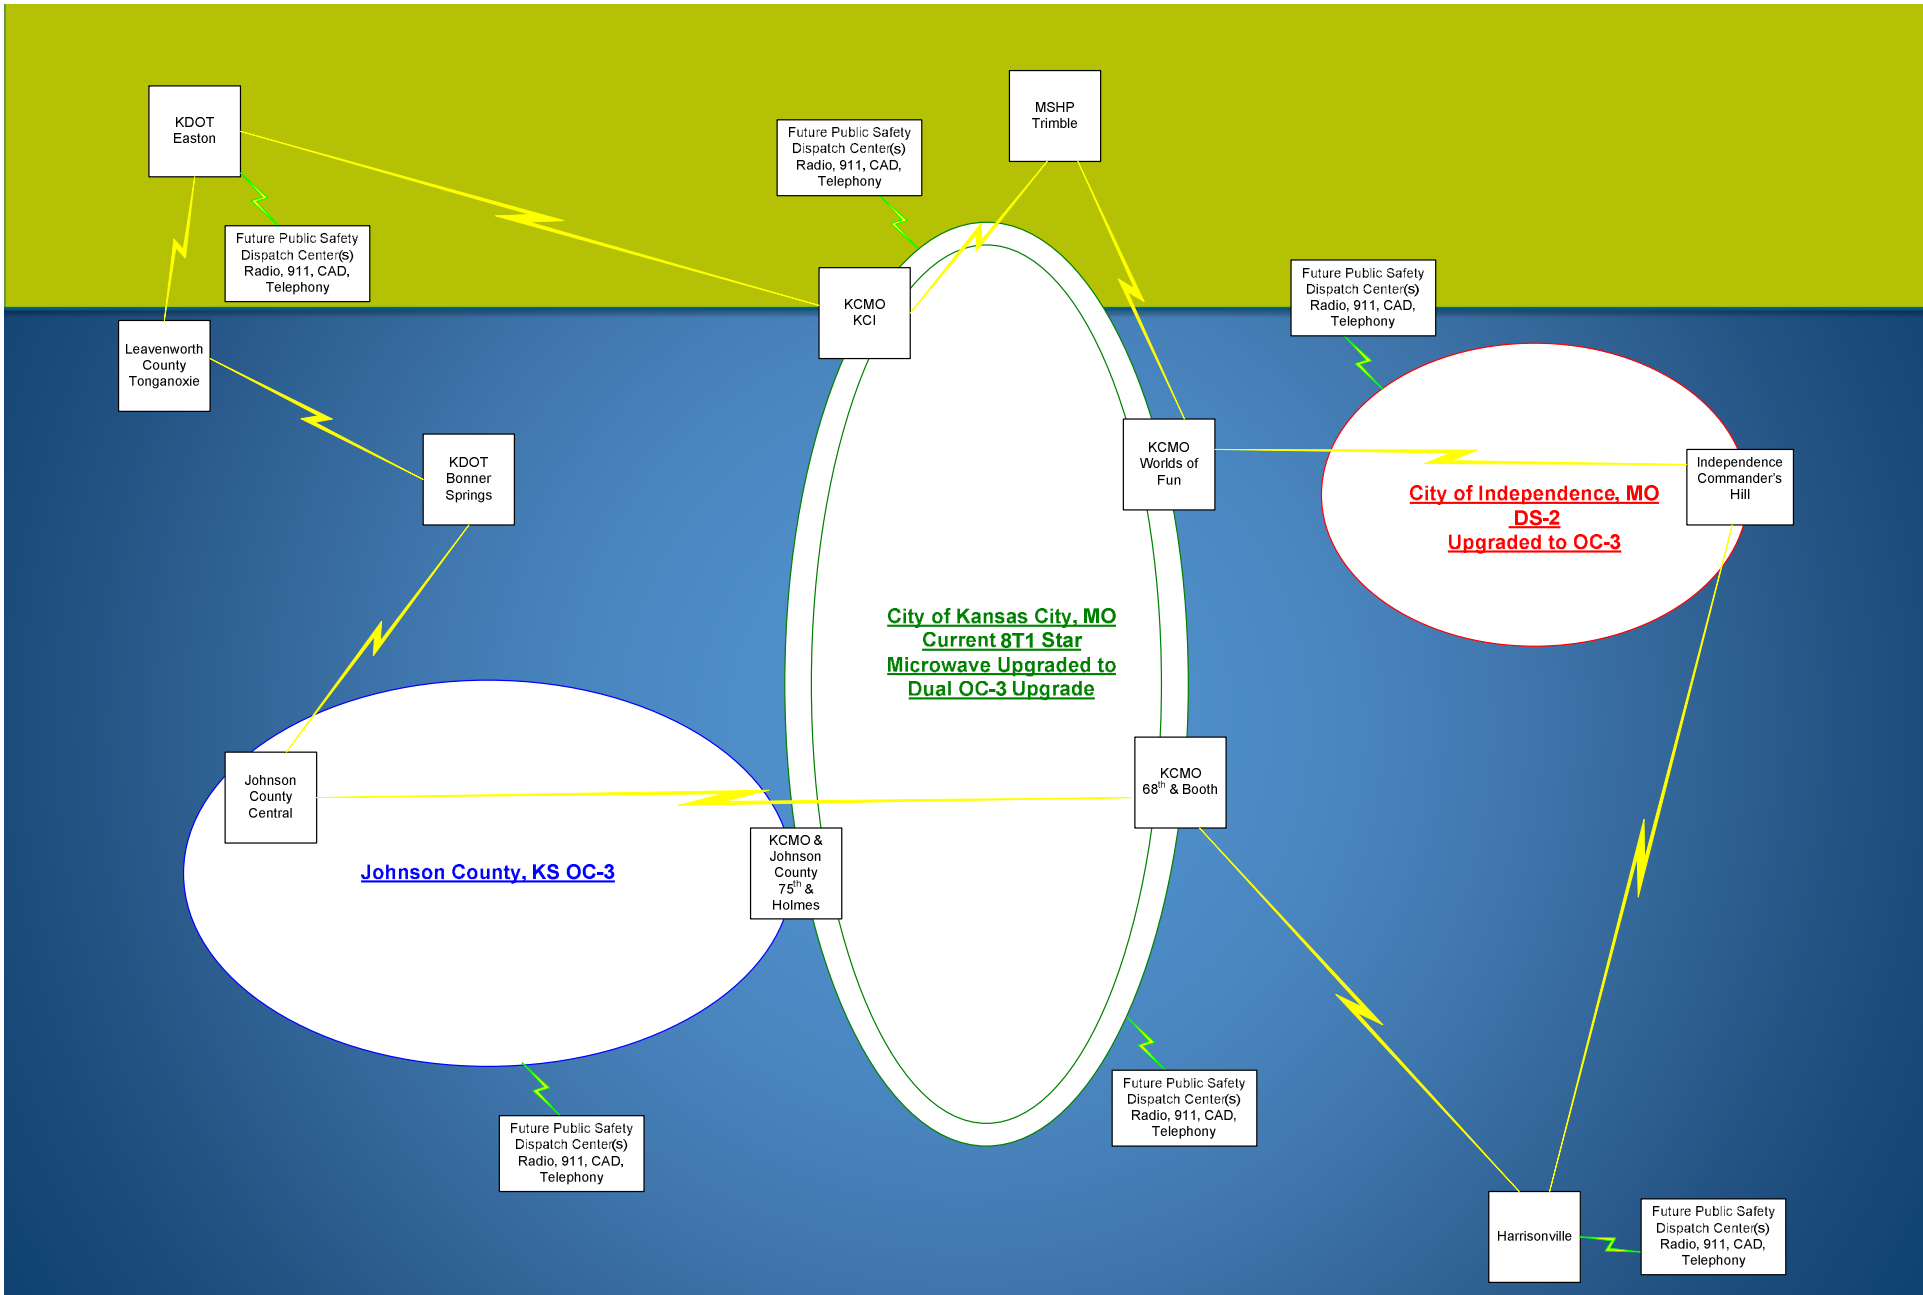 MSHP
Trimble
KDOT
Easton
Future Public Safety
Dispatch Center(s)
Radio, 911, CAD,
Telephony
Future Public Safety
Dispatch Center(s)
Radio, 911, CAD,
Telephony
KCMO
KCI
Future Public Safety
Dispatch Center(s)
Radio, 911, CAD,
Telephony
Leavenworth
County
Tonganoxie
KDOT
Bonner
Springs
KCMO
Worlds of
Fun
Independence
Commander's
Hill
City of Independence, MO
DS-2
Upgraded to OC-3
City of Kansas City, MO
Current 8T1 Star
Microwave Upgraded to
Dual OC-3 Upgrade
Johnson
County
Central
KCMO
68th & Booth
KCMO &
Johnson
County
75th &
Holmes
Johnson County, KS OC-3
Future Public Safety
Dispatch Center(s)
Radio, 911, CAD,
Telephony
Future Public Safety
Dispatch Center(s)
Radio, 911, CAD,
Telephony
Harrisonville
Future Public Safety
Dispatch Center(s)
Radio, 911, CAD,
Telephony